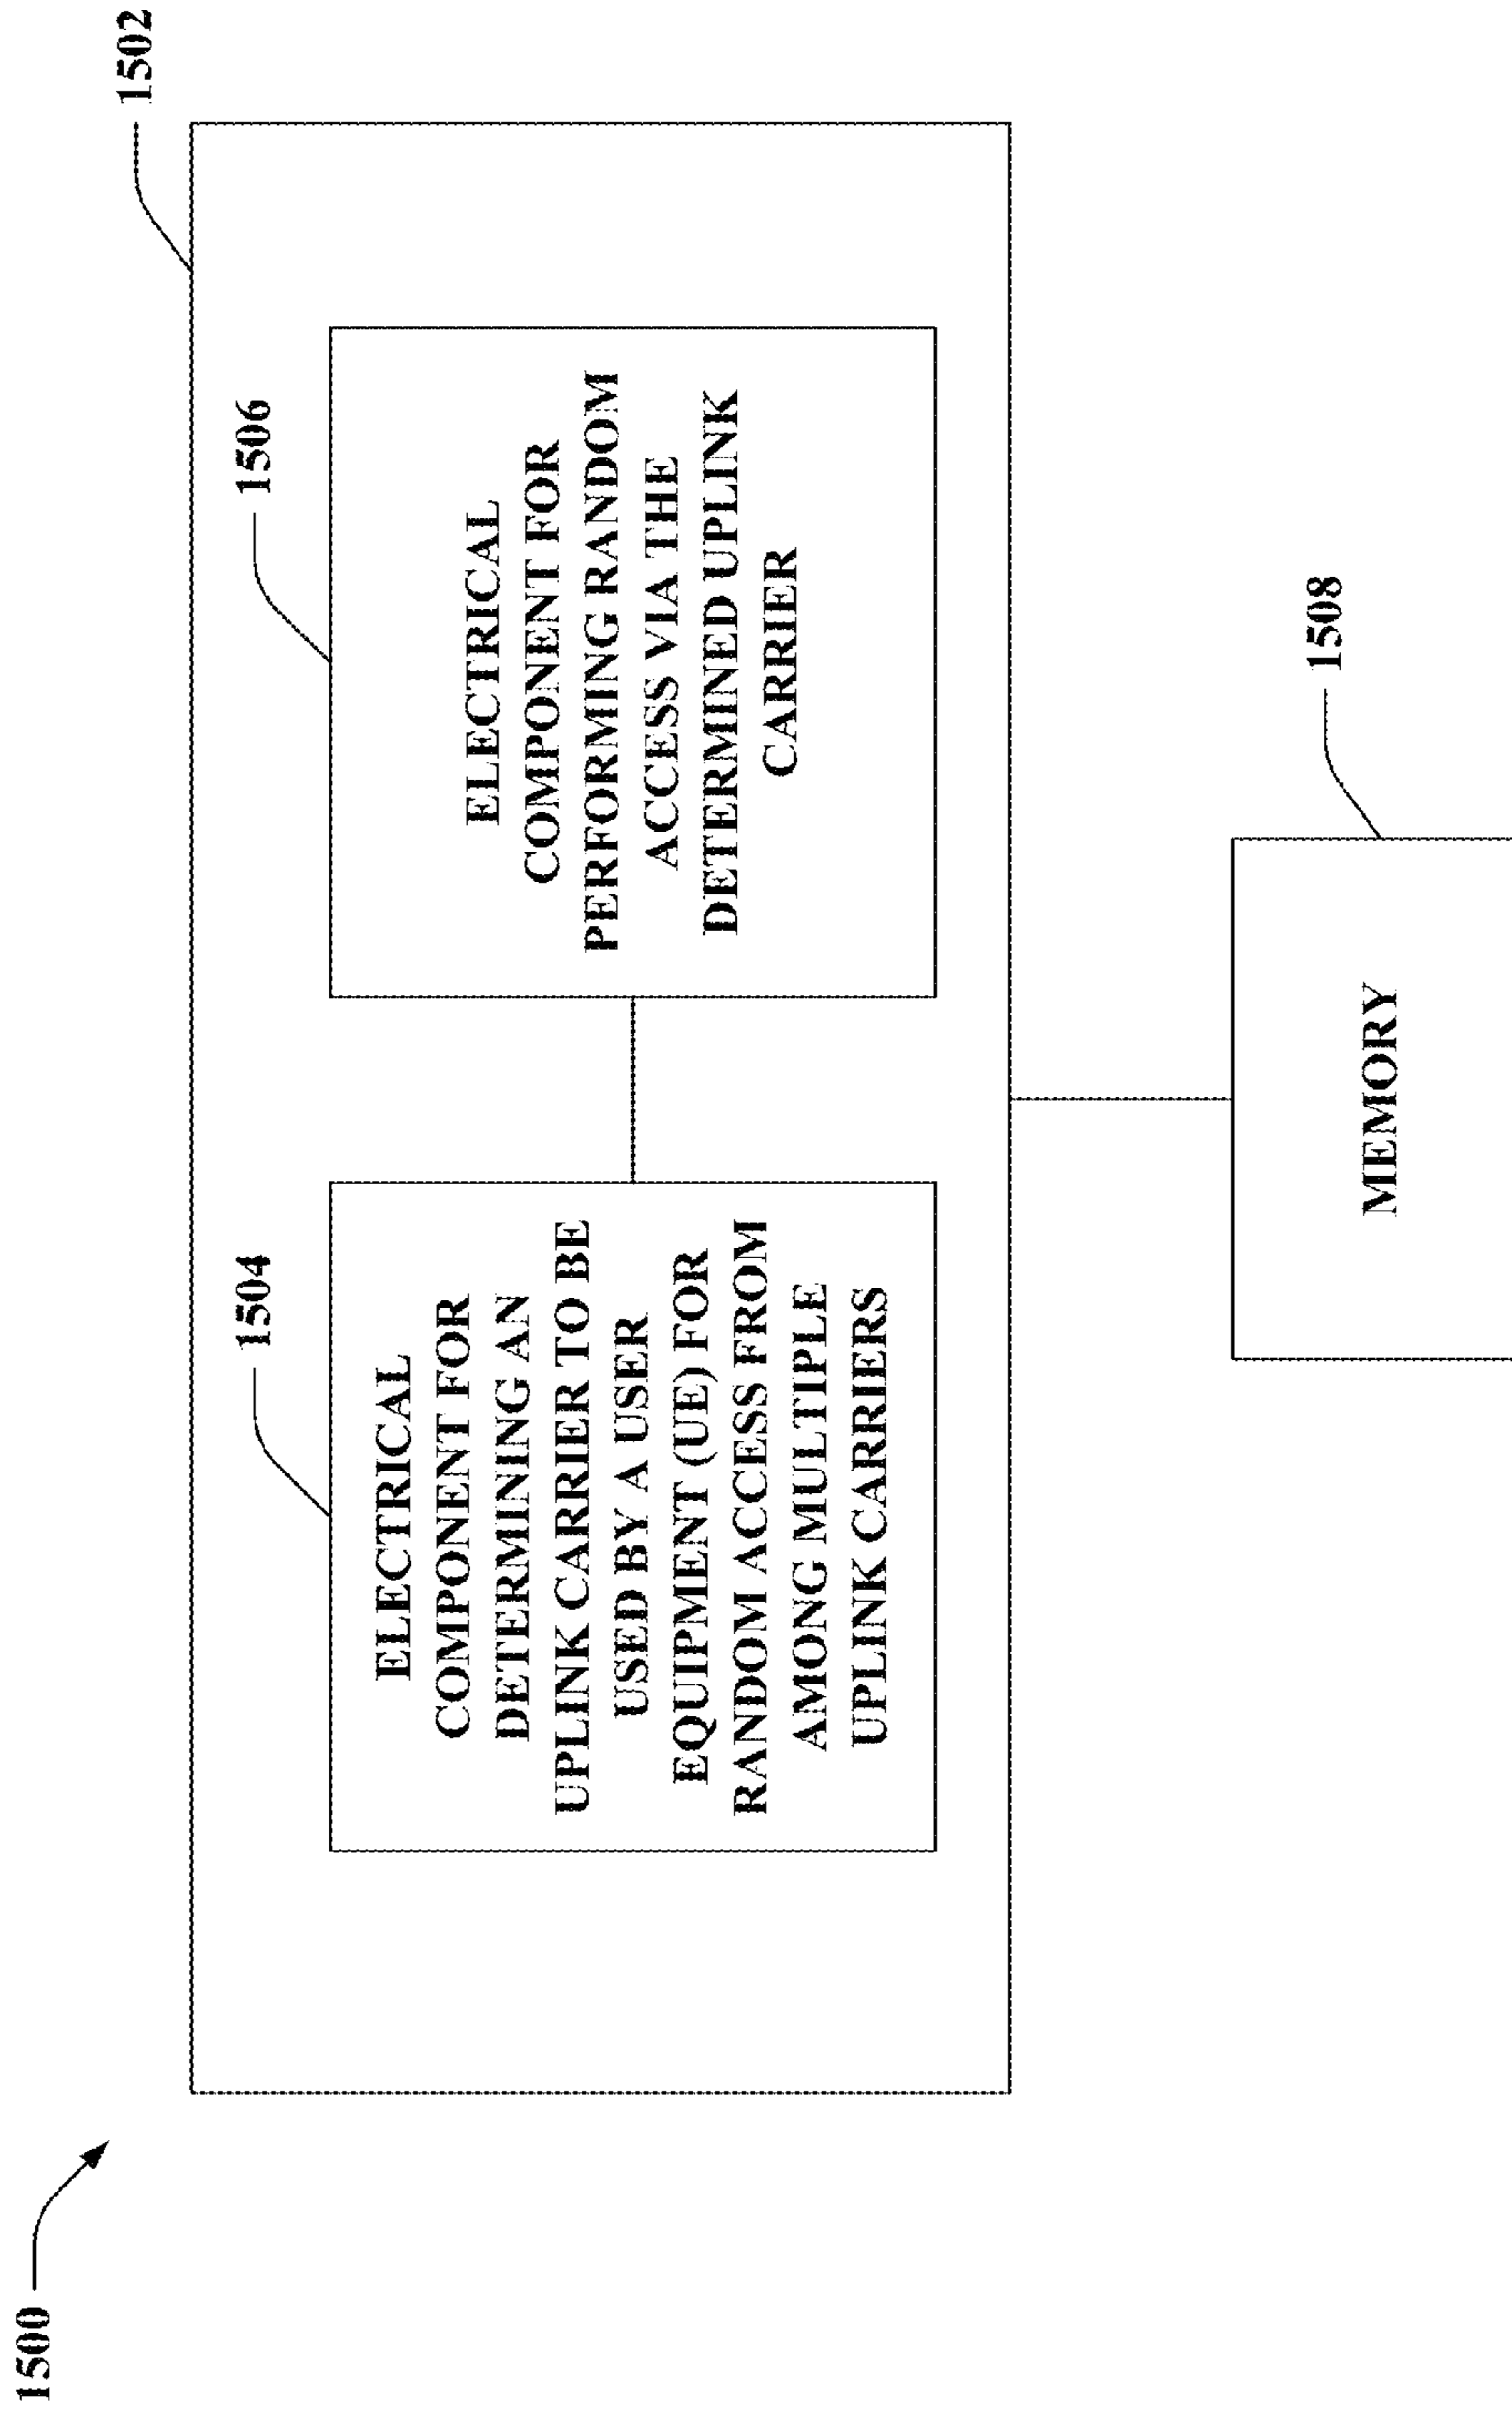 1500
1502
1504
ELECTRICAL
COMPONENT FOR
DETERMINING AN
UPLINK CARRIER TO BE
USED BY A USER
EQUIPMENT (UE) FOR
RANDOM ACCESS FROM
AMONG MULTIPLE
UPLINK CARRIERS
1506
ELECTRICAL
COMPONENT FOR
PERFORMING RANDOM
ACCESS VIA THE
DETERMINED UPLINK
CARRIER
1508
MEMORY